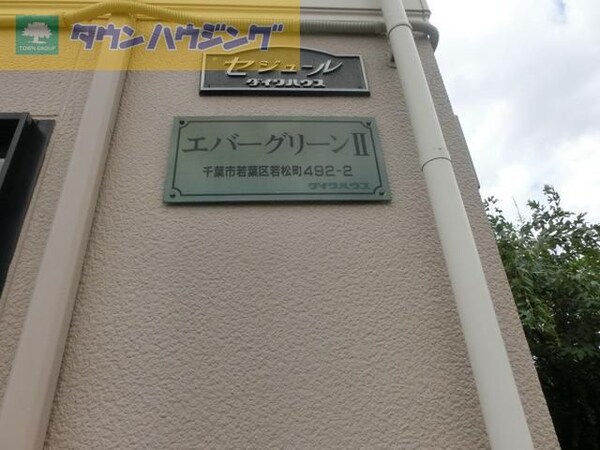 タウンハウジング
TOWN GROUP
セジュール
ダイワハウス
エバーグリーンⅡ
千葉市若葉区若松町492-2
ダイワハウス